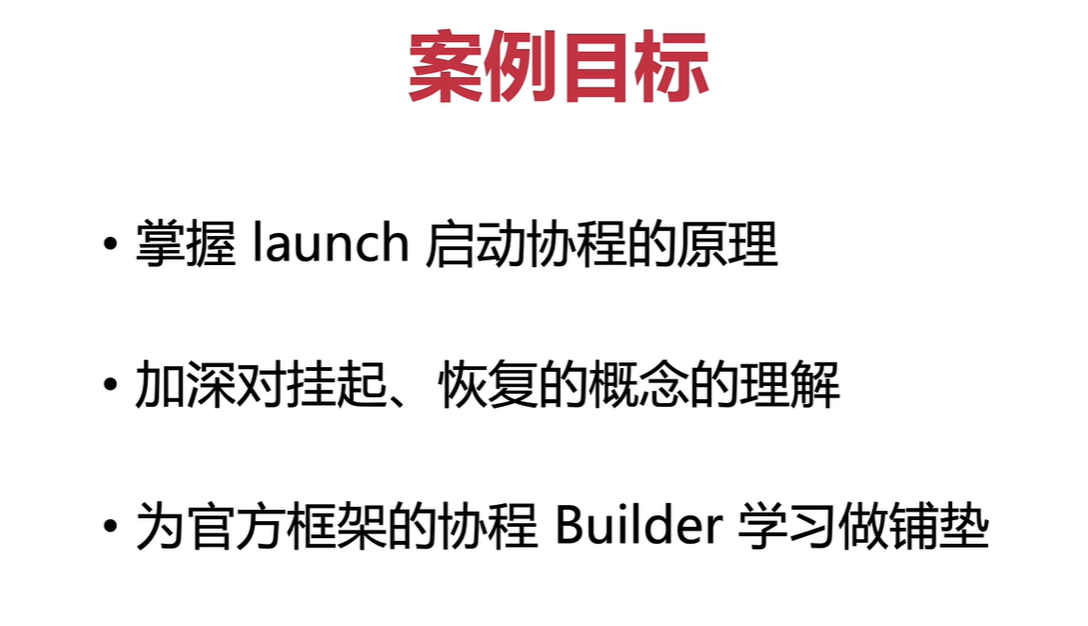 案例目标
• 掌握 launch 启动协程的原理
• 加深对挂起、恢复的概念的理解
• 为官方框架的协程 Builder 学习做铺垫